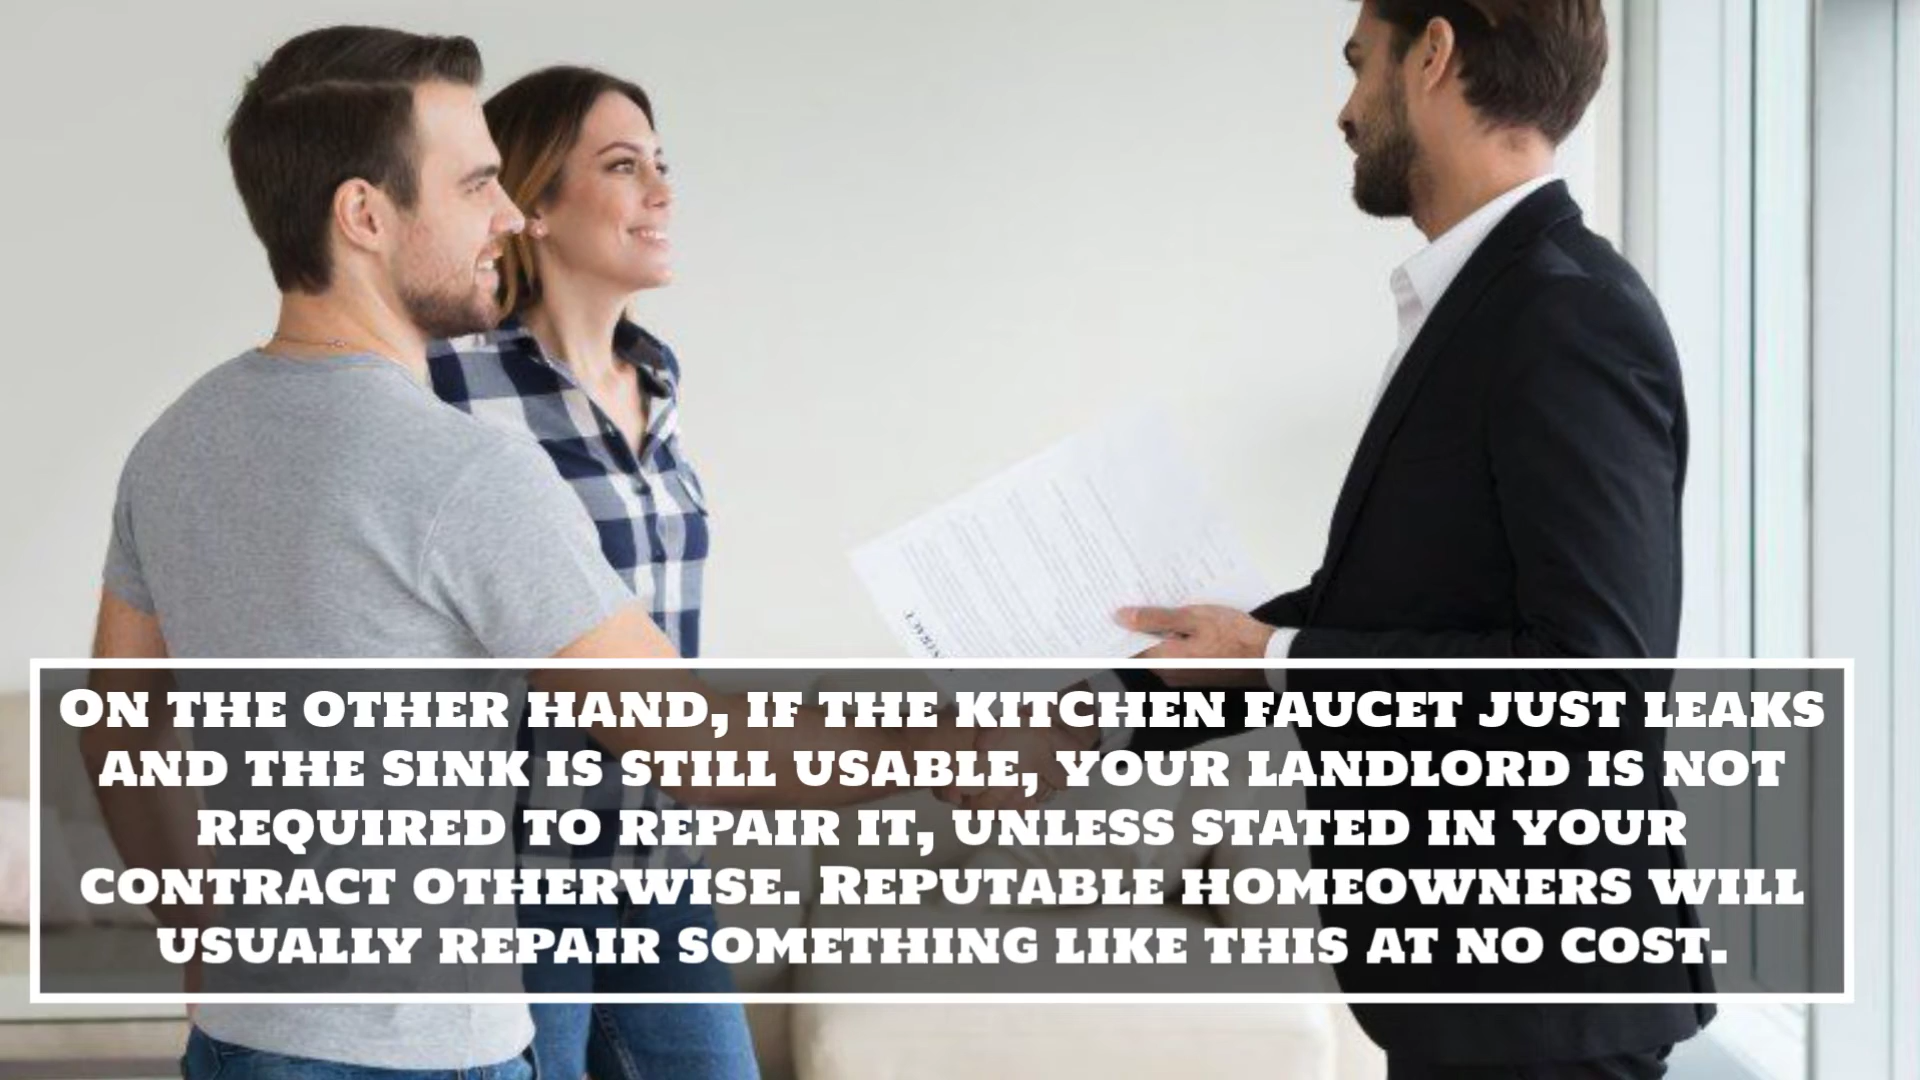 On the other hand, if the kitchen faucet just leaks
and the sink is still usable, your landlord is not
required to repair it, unless stated in your
contract otherwise. Reputable homeowners will
usually repair something like this at no cost.